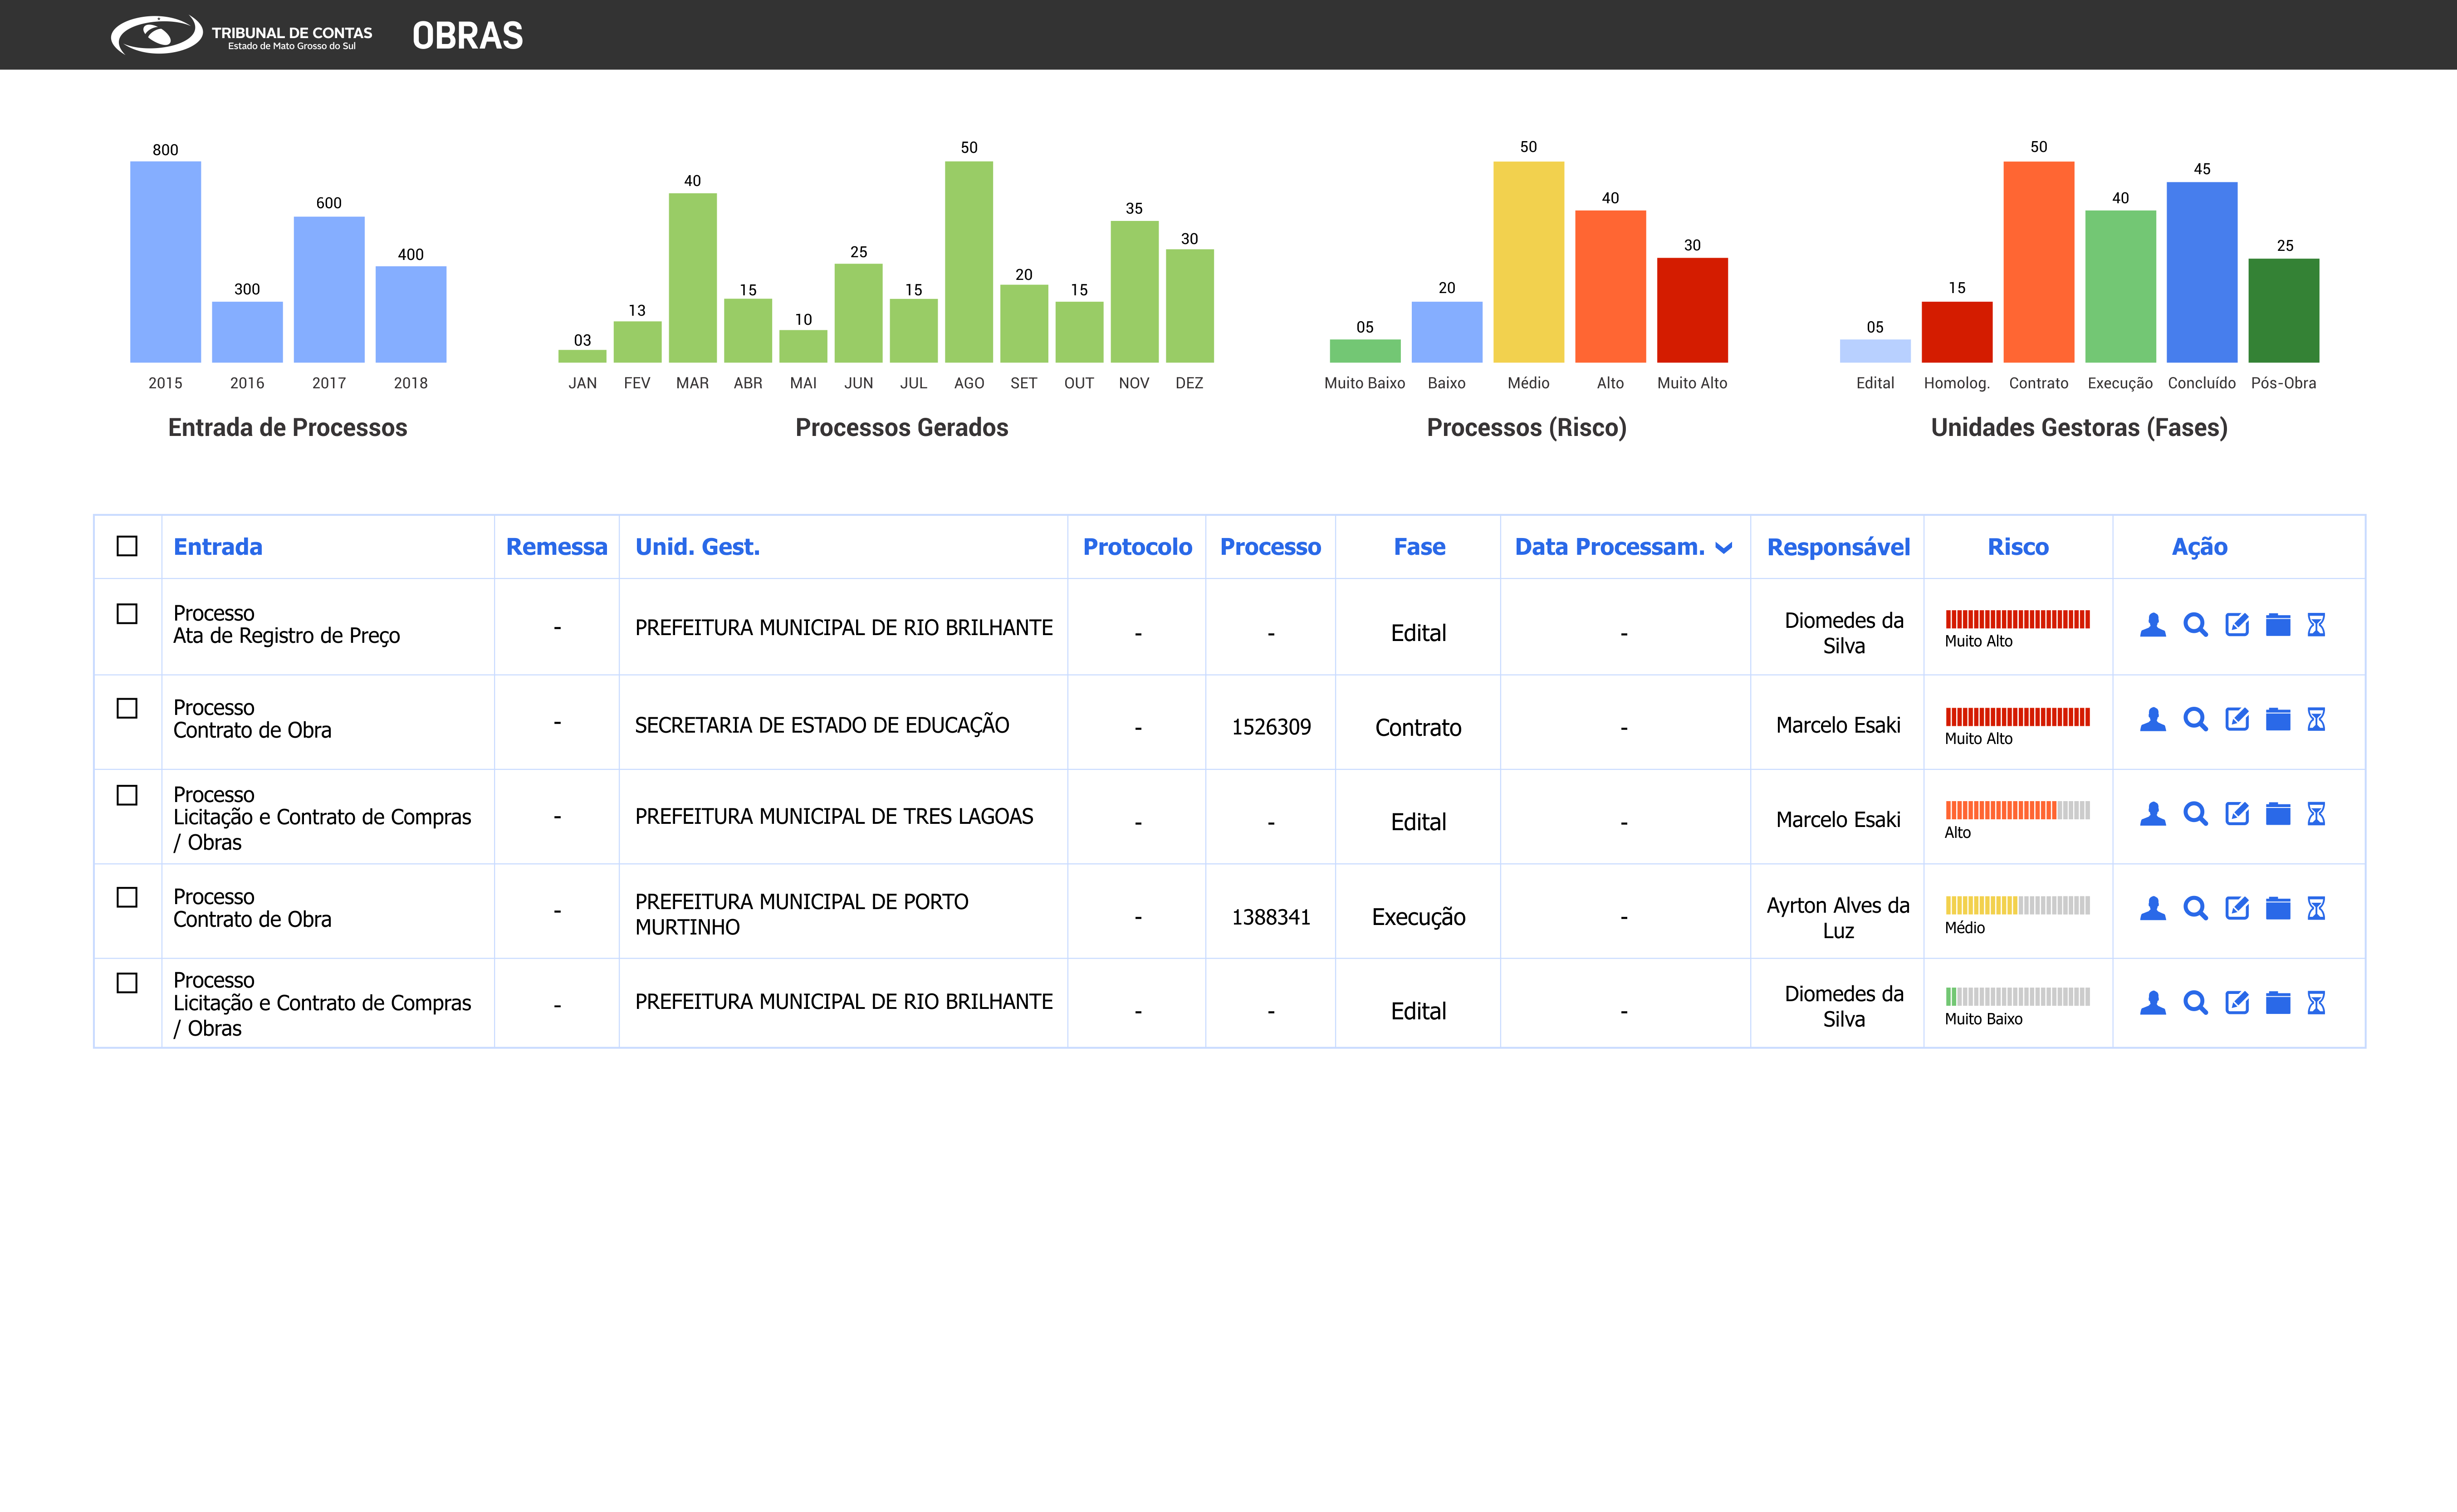 TRIBUNAL DE CONTAS
Estado de Mato Grosso do Sul
OBRAS
800
300
600
400
2015 2016 2017 2018
Entrada de Processos
03 13 40 15 10 25 15 50 20 15 35 30
JAN FEV MAR ABR MAI JUN JUL AGO SET OUT NOV DEZ
Processos Gerados
05 20 50 40 30
Muito Baixo Baixo Médio Alto Muito Alto
Processos (Risco)
05 15 50 40 45 25
Edital Homolog. Contrato Execução Concluído Pós-Obra
Unidades Gestoras (Fases)
Entrada Remessa Unid. Gest. Protocolo Processo Fase Data Processam. Responsável Risco Ação
Processo
Ata de Registro de Preço
-
PREFEITURA MUNICIPAL DE RIO BRILHANTE
-
-
Edital
-
Diomedes da
Silva
Muito Alto
Processo
Contrato de Obra
-
SECRETARIA DE ESTADO DE EDUCAÇÃO
-
1526309
Contrato
-
Marcelo Esaki
Muito Alto
Processo
Licitação e Contrato de Compras
/ Obras
-
PREFEITURA MUNICIPAL DE TRES LAGOAS
-
-
Edital
-
Marcelo Esaki
Alto
Processo
Contrato de Obra
-
PREFEITURA MUNICIPAL DE PORTO
MURTINHO
-
1388341
Execução
-
Ayrton Alves da
Luz
Médio
Processo
Licitação e Contrato de Compras
/ Obras
-
PREFEITURA MUNICIPAL DE RIO BRILHANTE
-
-
Edital
-
Diomedes da
Silva
Muito Baixo